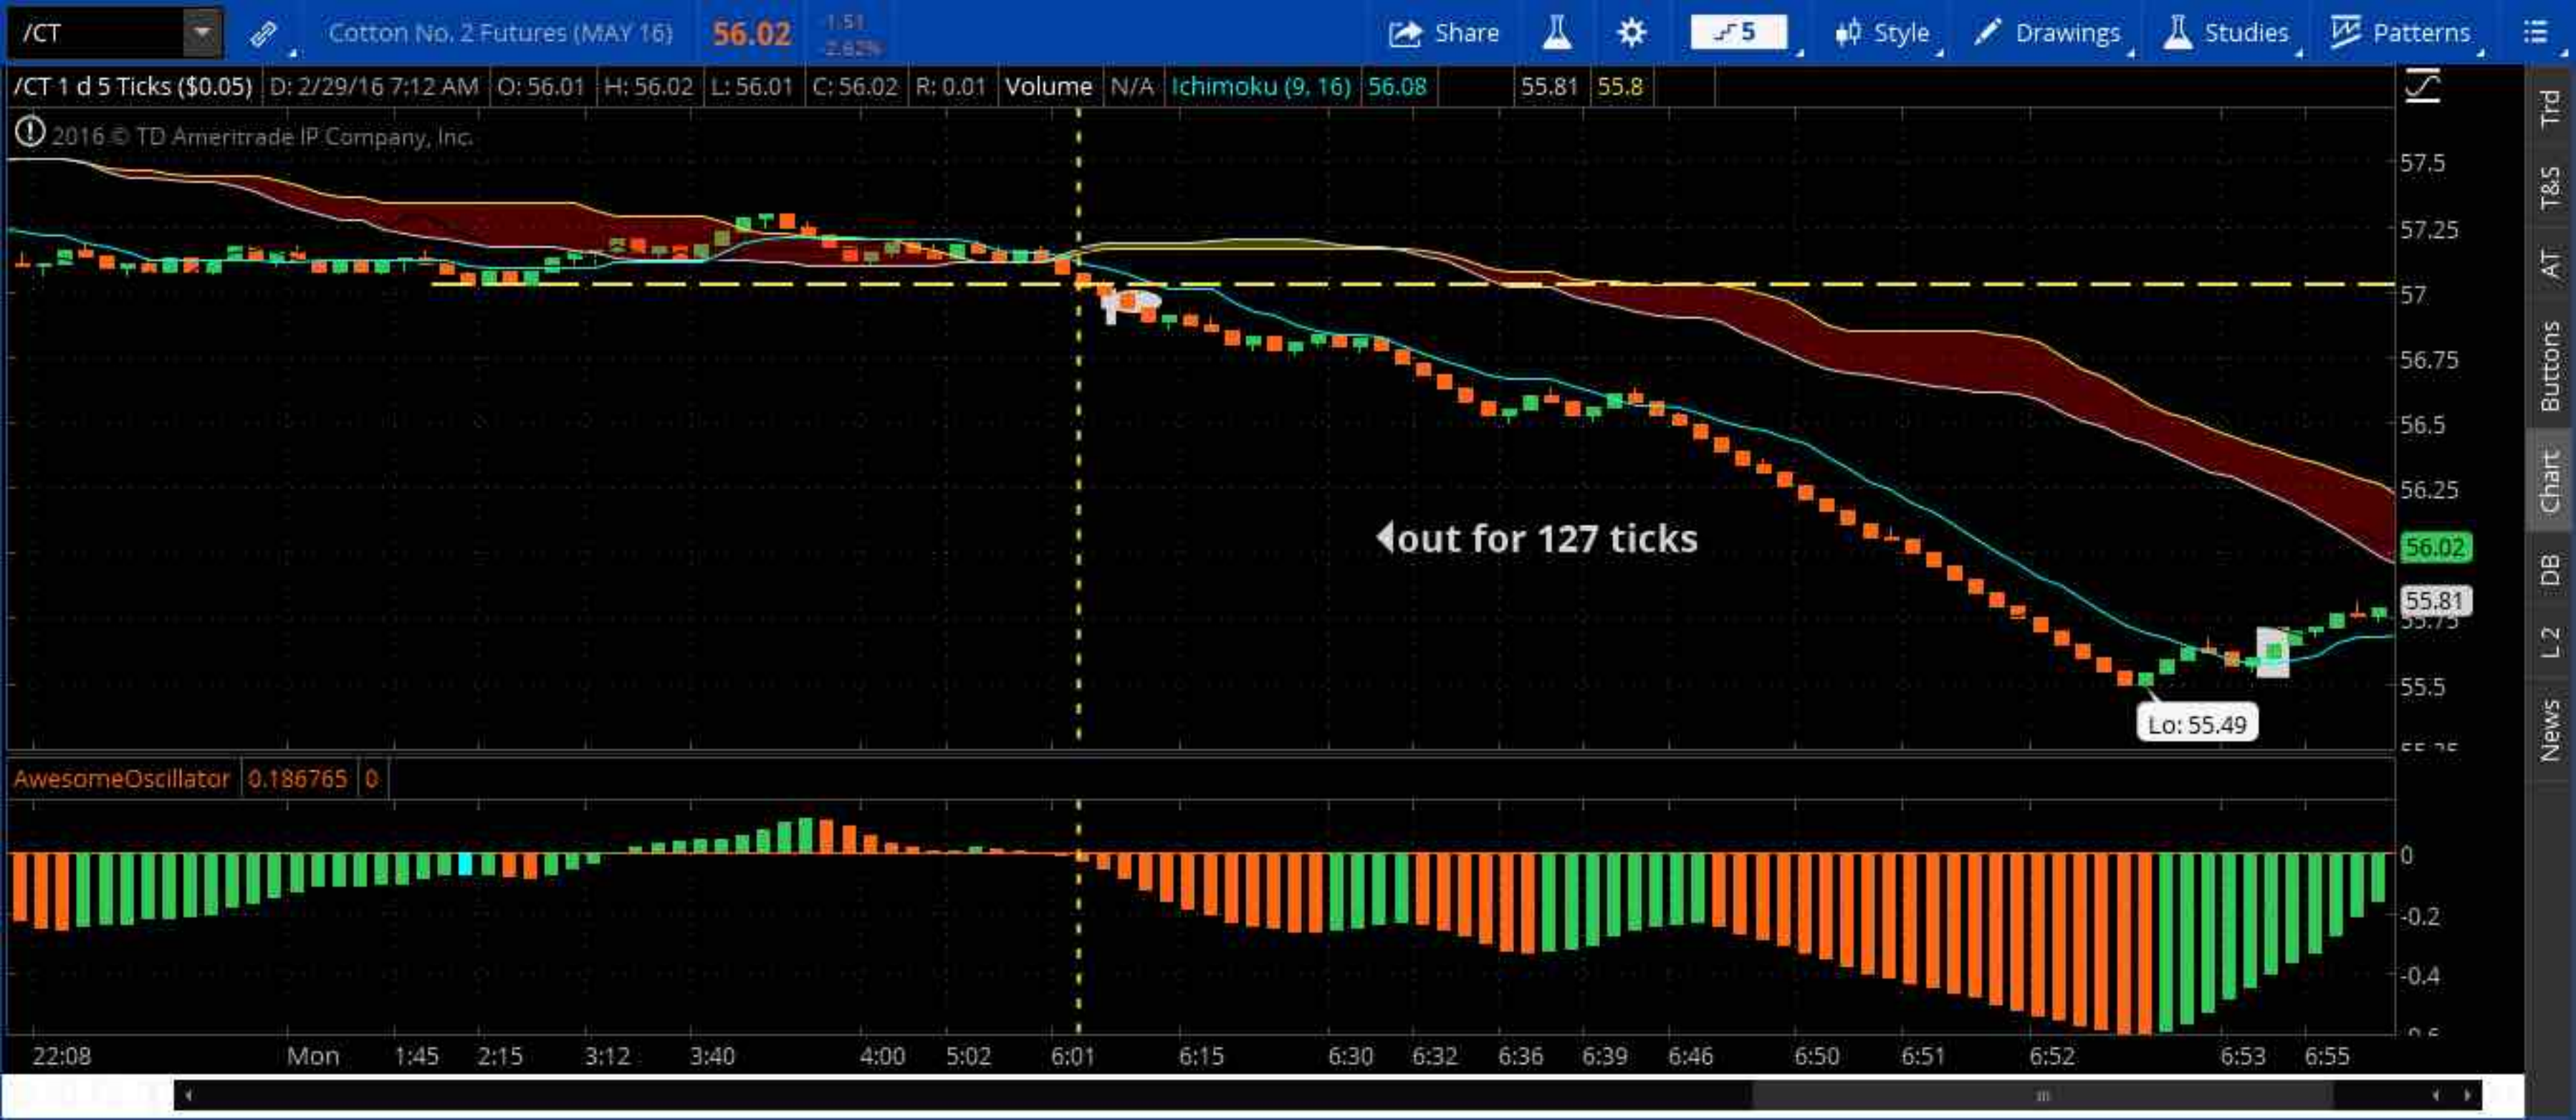 /CT Cotton No. 2 Futures (MAY 16) 56.02 -1.51 -2.62% Share 5 Style Drawings Studies Patterns
/CT 1 d 5 Ticks ($0.05) D: 2/29/16 7:12 AM O: 56.01 H: 56.02 L: 56.01 C: 56.02 R: 0.01 Volume N/A Ichimoku (9, 16) 56.08 55.81 55.8
2016 © TD Ameritrade IP Company, Inc.
57.5
57.25
57
56.75
56.5
56.25
out for 127 ticks
56.02
55.81
55.75
55.5
Lo: 55.49
55.25
AwesomeOscillator 0.186765 0
0
-0.2
-0.4
-0.6
22:08 Mon 1:45 2:15 3:12 3:40 4:00 5:02 6:01 6:15 6:30 6:32 6:36 6:39 6:46 6:50 6:51 6:52 6:53 6:55
Trd
T&S
AT
Buttons
Chart
DB
L2
News